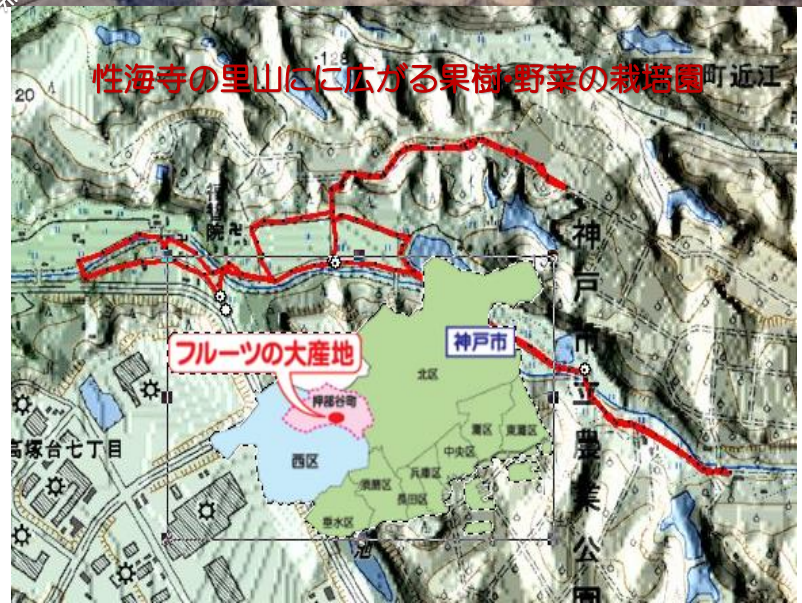 性海寺の里山にに広がる果樹・野菜の栽培園
町近江
128
20
神戸市立農業公園
フルーツの大産地
神戸市
北区
押部谷町
西区
灘区
東灘区
中央区
兵庫区
須磨区
長田区
垂水区
高塚台七丁目
池